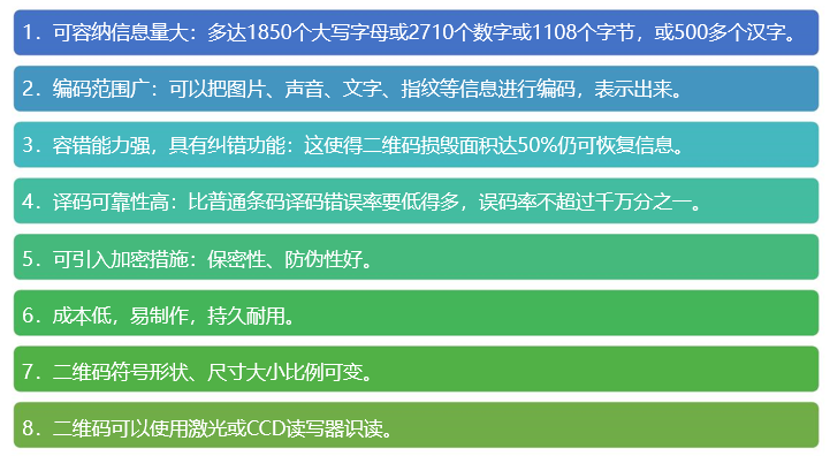 1. 可容纳信息量大：多达1850个大写字母或2710个数字或1108个字节，或500多个汉字。
2. 编码范围广：可以把图片、声音、文字、指纹等信息进行编码，表示出来。
3. 容错能力强，具有纠错功能：这使得二维码损毁面积达50%仍可恢复信息。
4. 译码可靠性高：比普通条码译码错误率要低得多，误码率不超过千万分之一。
5. 可引入加密措施：保密性、防伪性好。
6. 成本低，易制作，持久耐用。
7. 二维码符号形状、尺寸大小比例可变。
8. 二维码可以使用激光或CCD读写器识读。